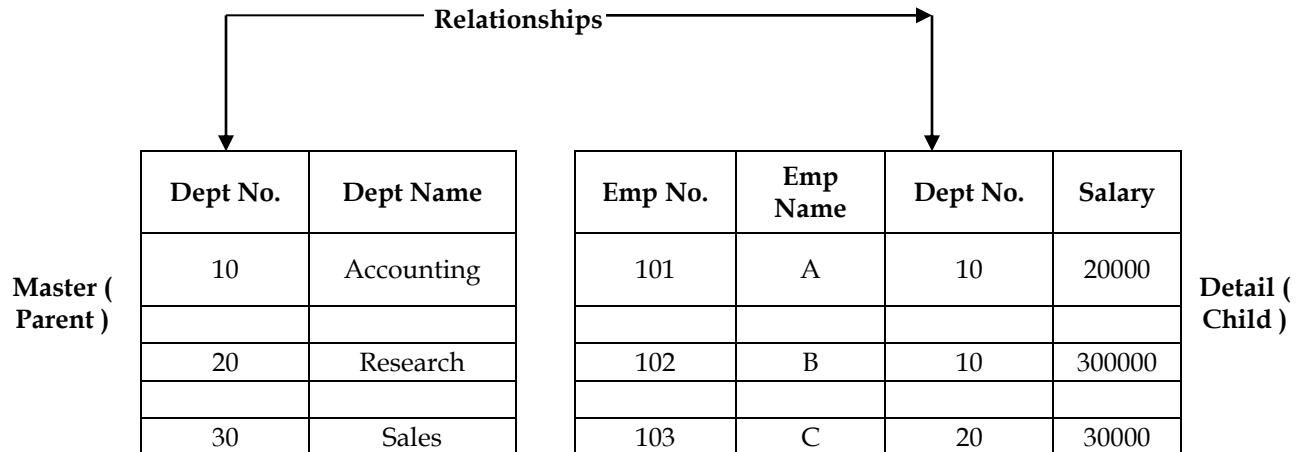 Relationships
Dept No. Dept Name
10 Accounting
20 Research
30 Sales
Emp No. Emp Name Dept No. Salary
101 A 10 20000
102 B 10 300000
103 C 20 30000
Master (
Parent )
Detail (
Child )